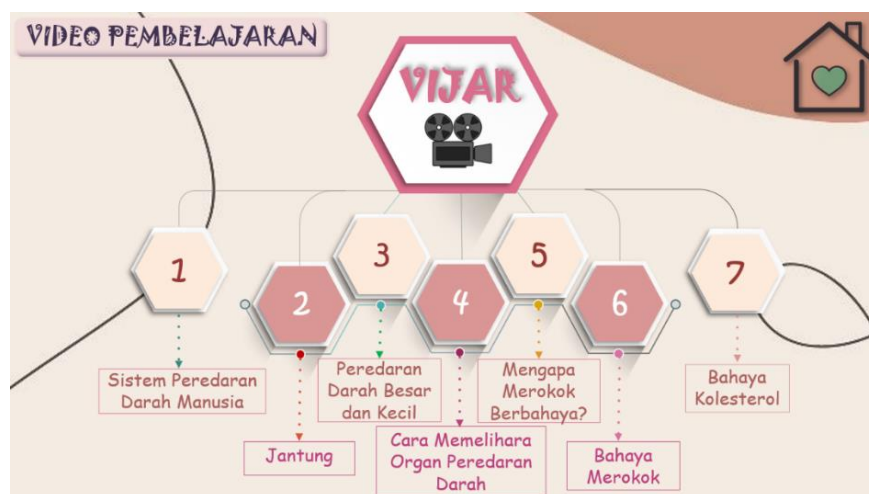 VIDEO PEMBELAJARAN
VIJAR
1
2
3
4
5
6
7
Sistem Peredaran
Darah Manusia
Jantung
Peredaran
Darah Besar
dan Kecil
Cara Memelihara
Organ Peredaran
Darah
Mengapa
Merokok
Berbahaya?
Bahaya
Merokok
Bahaya
Kolesterol